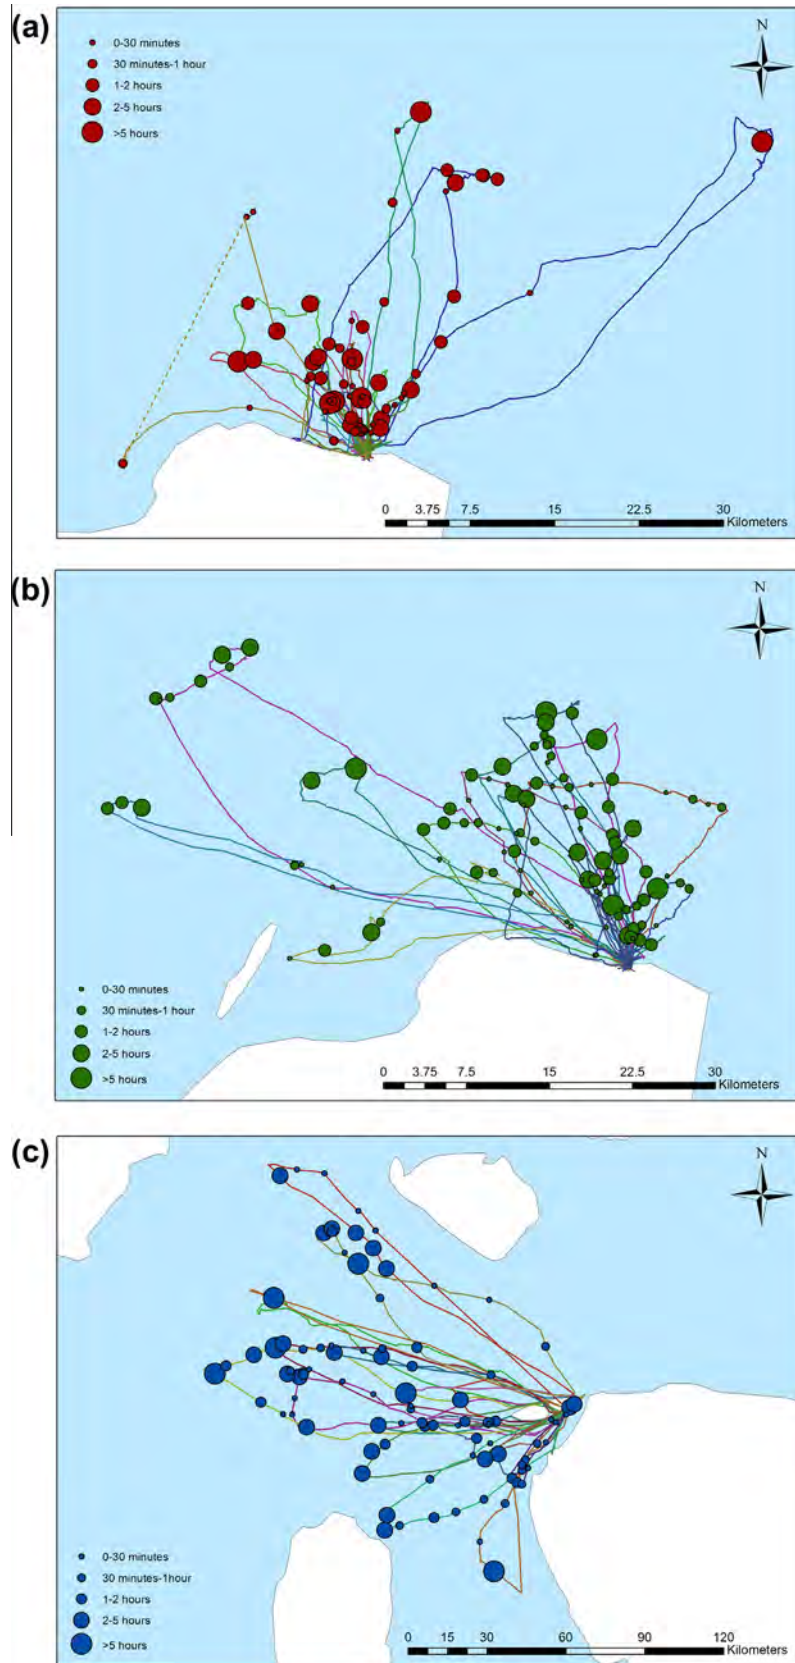 (a)
0-30 minutes
30 minutes-1 hour
1-2 hours
2-5 hours
>5 hours
N
0 3.75 7.5 15 22.5 30
Kilometers
(b)
N
0-30 minutes
30 minutes-1 hour
1-2 hours
2-5 hours
>5 hours
0 3.75 7.5 15 22.5 30
Kilometers
(c)
N
0-30 minutes
30 minutes-1hour
1-2 hours
2-5 hours
>5 hours
0 15 30 60 90 120
Kilometers